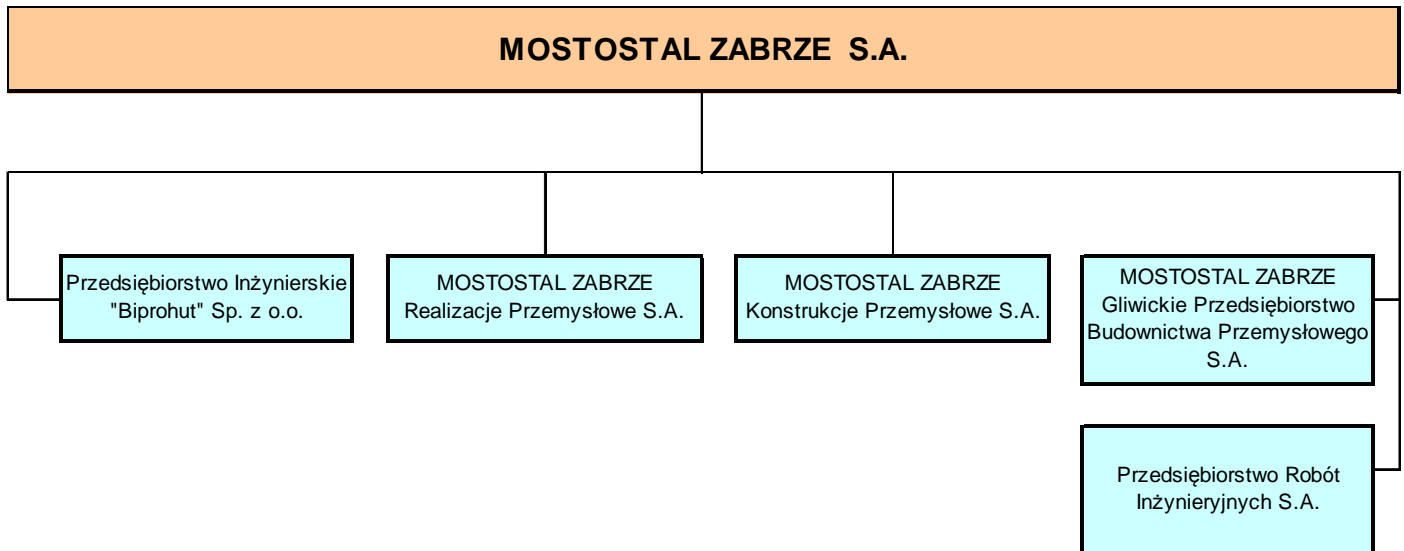 MOSTOSTAL ZABRZE S.A.
Przedsiębiorstwo Inżynierskie
"Biprohut" Sp. z o.o.
MOSTOSTAL ZABRZE
Realizacje Przemysłowe S.A.
MOSTOSTAL ZABRZE
Konstrukcje Przemysłowe S.A.
MOSTOSTAL ZABRZE
Gliwickie Przedsiębiorstwo
Budownictwa Przemysłowego
S.A.
Przedsiębiorstwo Robót
Inżynieryjnych S.A.